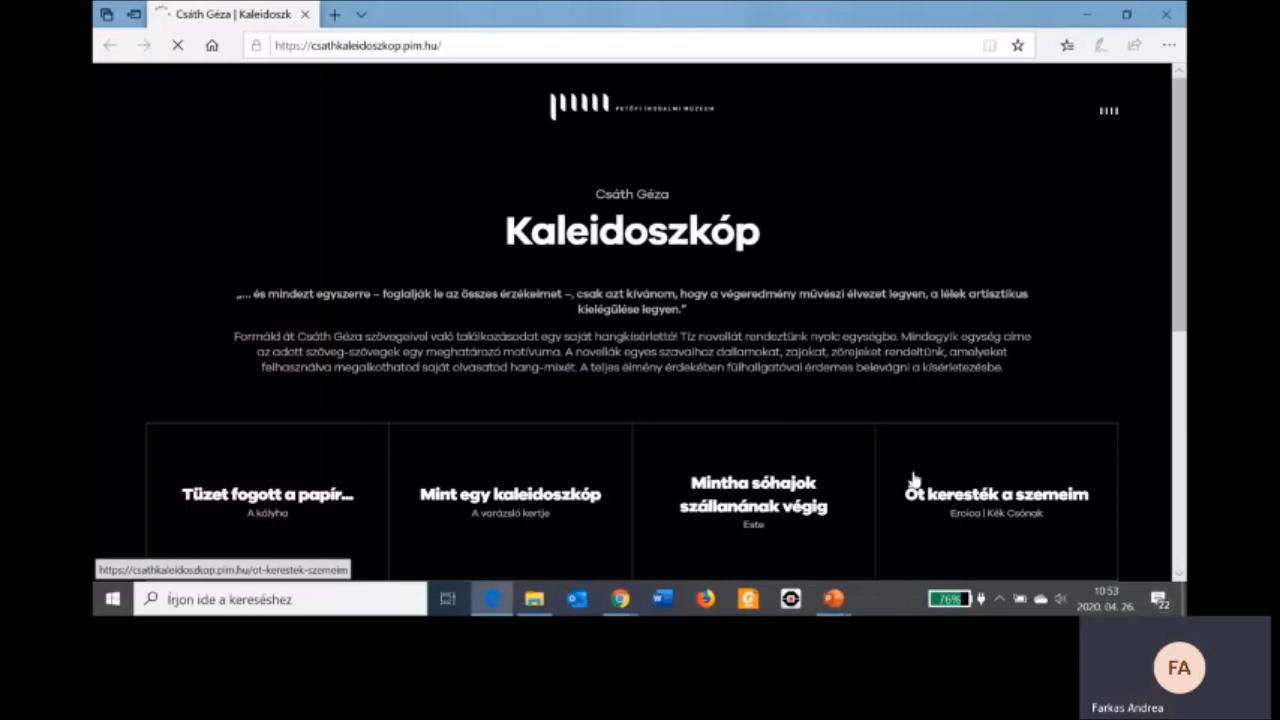 Csáth Géza | Kaleidoszk
https://csathkaleidoszkop.pim.hu/
PETŐFI IRODALMI MÚZEUM
Csáth Géza
Kaleidoszkóp
„... és mindezt egyszerre – foglalják le az összes érzékeimet –, csak azt kívánom, hogy a végeredmény művészi élvezet legyen, a lélek artisztikus
kielégülése legyen.”
Formáld át Csáth Géza szövegeivel való találkozásodat egy saját hangkísérletté! Tíz novellát rendeztünk nyolc egységbe. Mindegyik egység címe
az adott szöveg-szövegek egy meghatározó motívuma. A novellák egyes szavaihoz dallamokat, zajokat, zörejeket rendeltünk, amelyeket
felhasználva megalkothatod saját olvasatod hang-mixét. A teljes élmény érdekében fülhallgatóval érdemes belevágni a kísérletezésbe.
Tüzet fogott a papír...
A kályha
Mint egy kaleidoszkóp
A varázsló kertje
Mintha sóhajok
szállanának végig
Este
Őt keresték a szemeim
Eroica | Kék Csónak
https://csathkaleidoszkop.pim.hu/ot-kerestek-szemeim
Írjon ide a kereséshez
76%
10:53
2020. 04. 26.
22
FA
Farkas Andrea